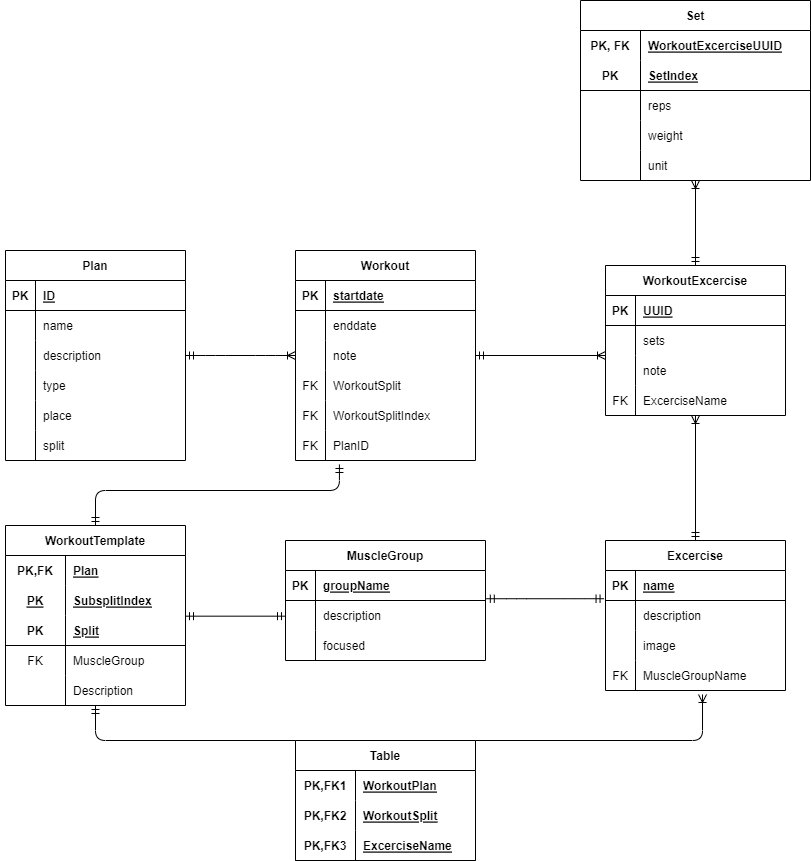 Set
PK, FK WorkoutExcerciseUUID
PK SetIndex
reps
weight
unit
Plan
PK ID
name
description
type
place
split
Workout
PK startdate
enddate
note
FK WorkoutSplit
FK WorkoutSplitIndex
FK PlanID
WorkoutExcercise
PK UUID
sets
note
FK ExcerciseName
WorkoutTemplate
PK,FK Plan
PK SubsplitIndex
PK Split
FK MuscleGroup
Description
MuscleGroup
PK groupName
description
focused
Excercise
PK name
description
image
FK MuscleGroupName
Table
PK,FK1 WorkoutPlan
PK,FK2 WorkoutSplit
PK,FK3 ExcerciseName